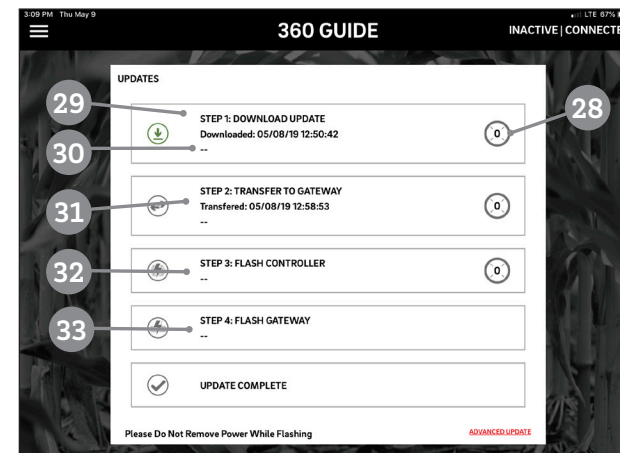 3:09 PM Thu May 9
LTE 67%
360 GUIDE
INACTIVE | CONNECTE
UPDATES
29
STEP 1: DOWNLOAD UPDATE
28
Downloaded: 05/08/19 12:50:42
0
30
--
STEP 2: TRANSFER TO GATEWAY
31
Transfered: 05/08/19 12:58:53
0
--
32
STEP 3: FLASH CONTROLLER
0
--
33
STEP 4: FLASH GATEWAY
--
UPDATE COMPLETE
Please Do Not Remove Power While Flashing
ADVANCED UPDATE